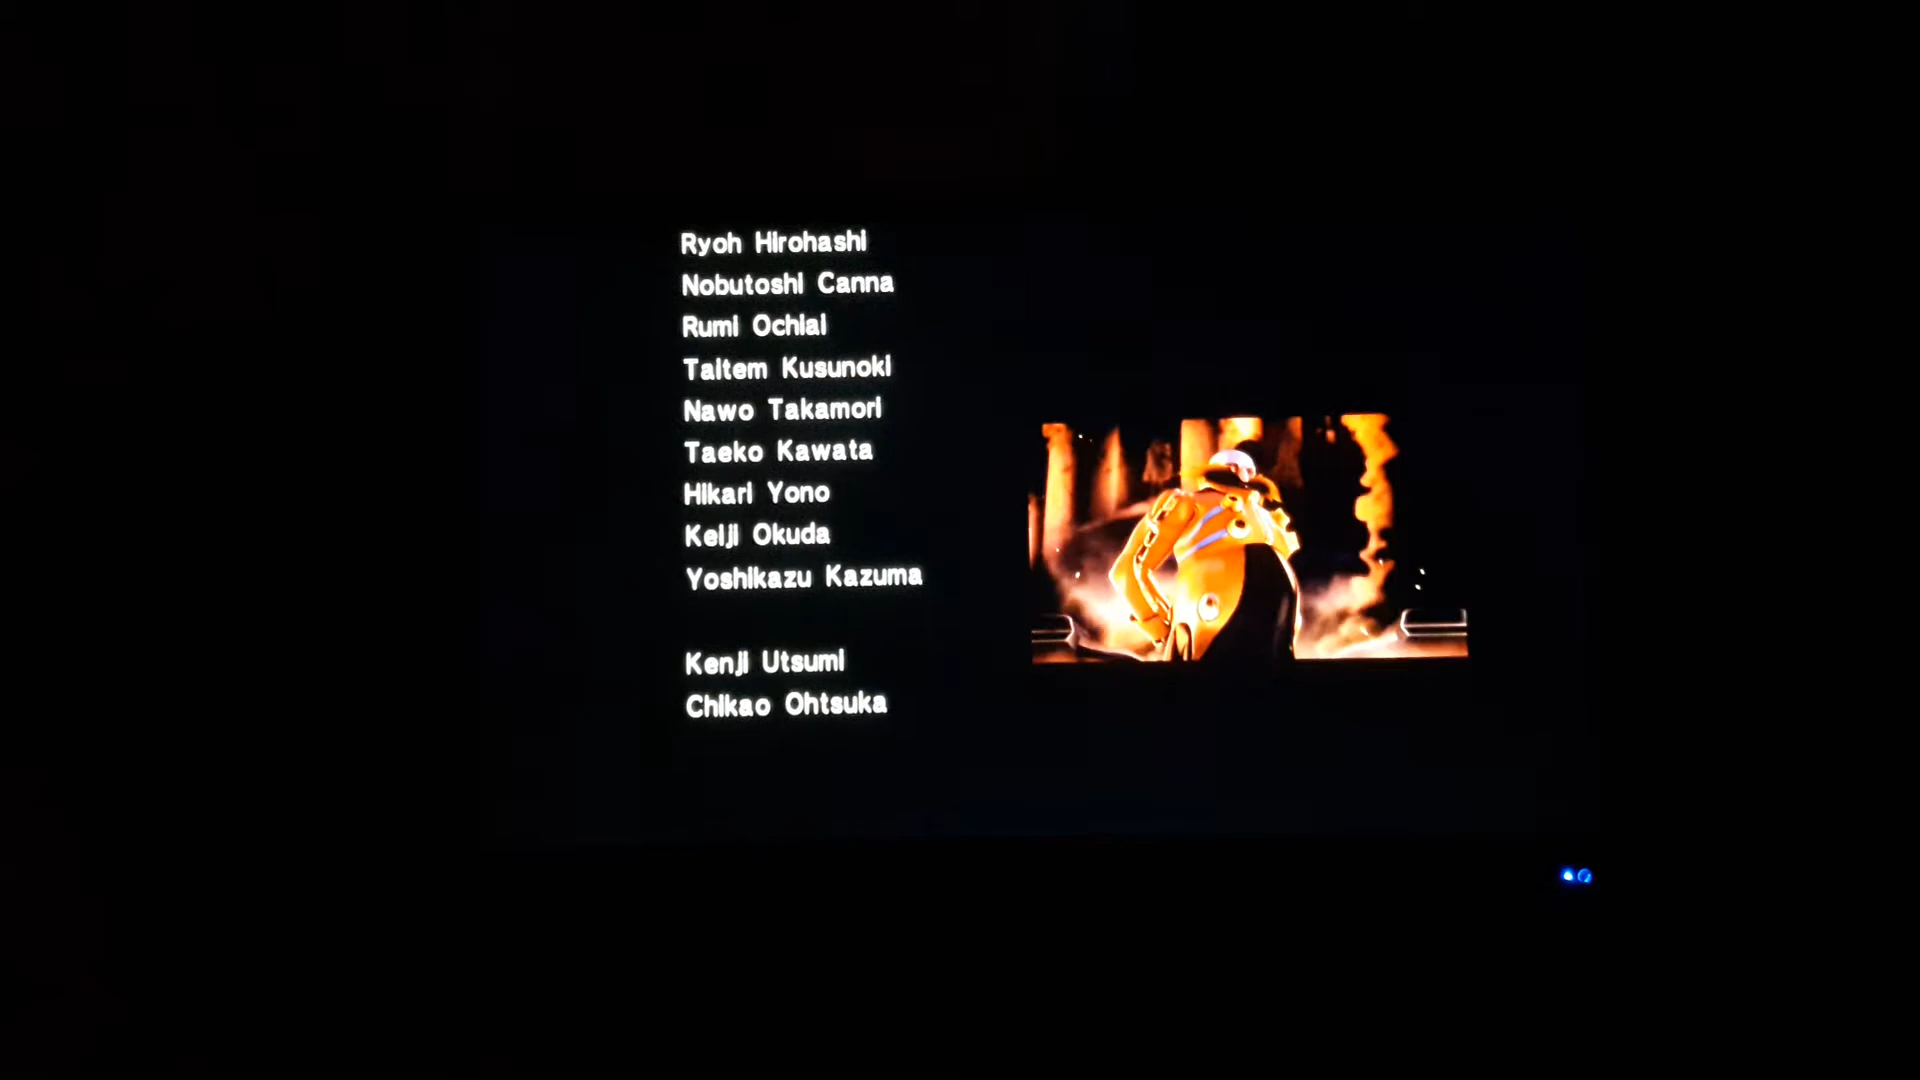 Ryoh Hirohashi
Nobutoshi Canna
Rumi Ochiai
Taitem Kusunoki
Nawo Takamori
Taeko Kawata
Hikari Yono
Keiji Okuda
Yoshikazu Kazuma
Kenji Utsumi
Chikao Ohtsuka